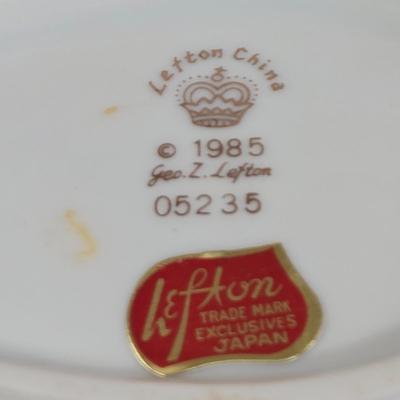 Lefton China
© 1985
Geo. Z. Lefton
05235
Lefton
TRADE MARK
EXCLUSIVES
JAPAN